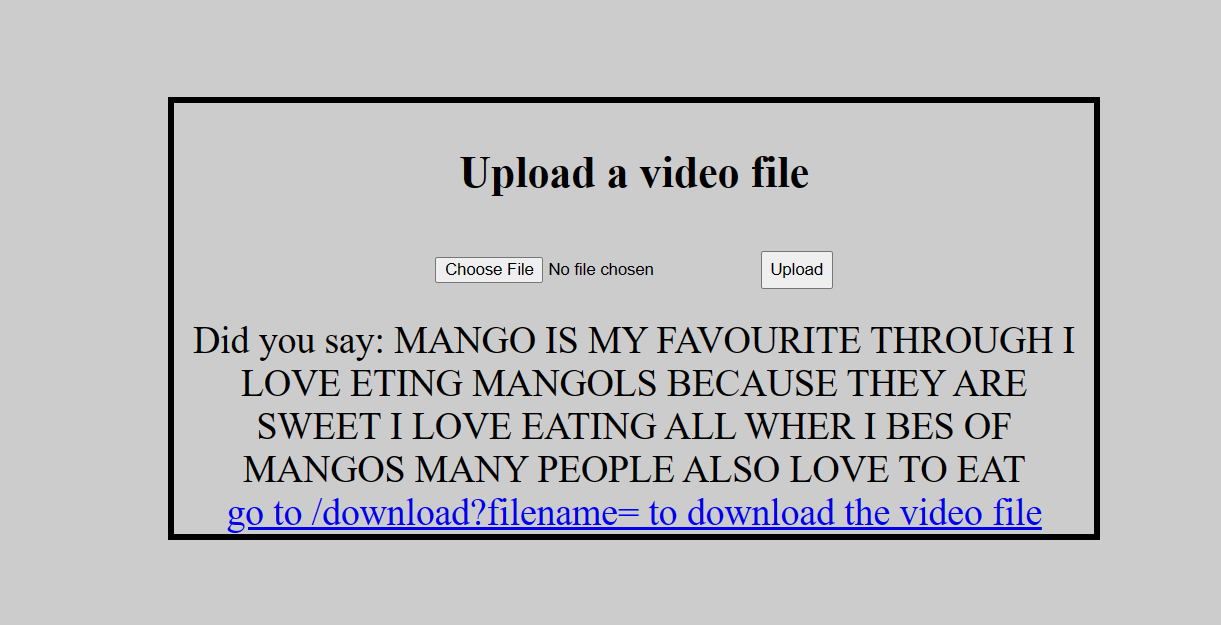 Upload a video file
Choose File No file chosen Upload
Did you say: MANGO IS MY FAVOURITE THROUGH I
LOVE ETING MANGOLS BECAUSE THEY ARE
SWEET I LOVE EATING ALL WHER I BES OF
MANGOS MANY PEOPLE ALSO LOVE TO EAT
go to /download?filename= to download the video file